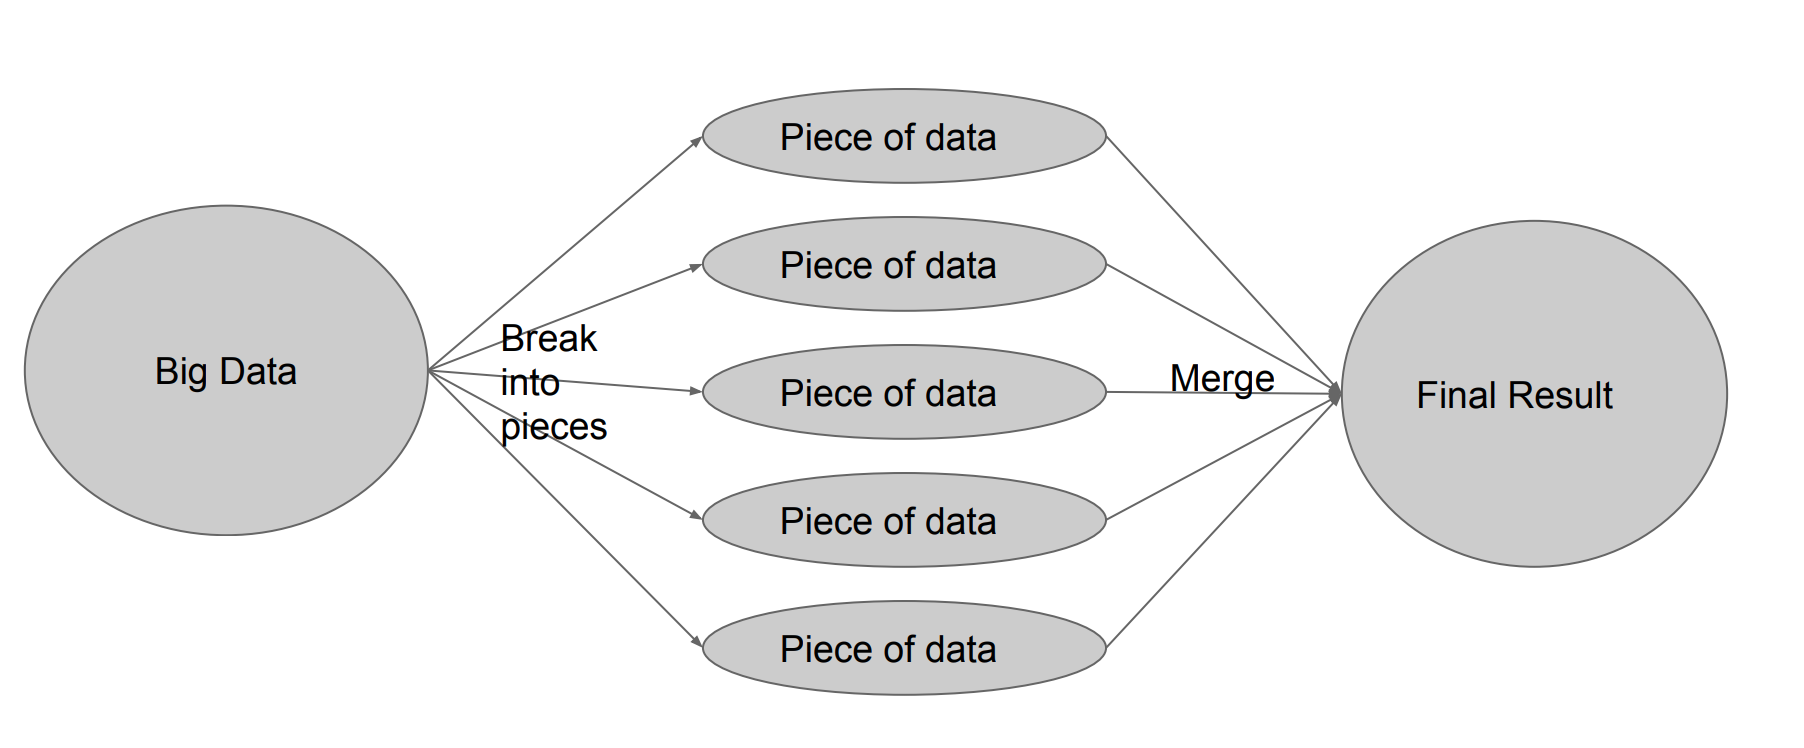 Big Data
Break
into
pieces
Piece of data
Piece of data
Piece of data
Piece of data
Piece of data
Merge
Final Result